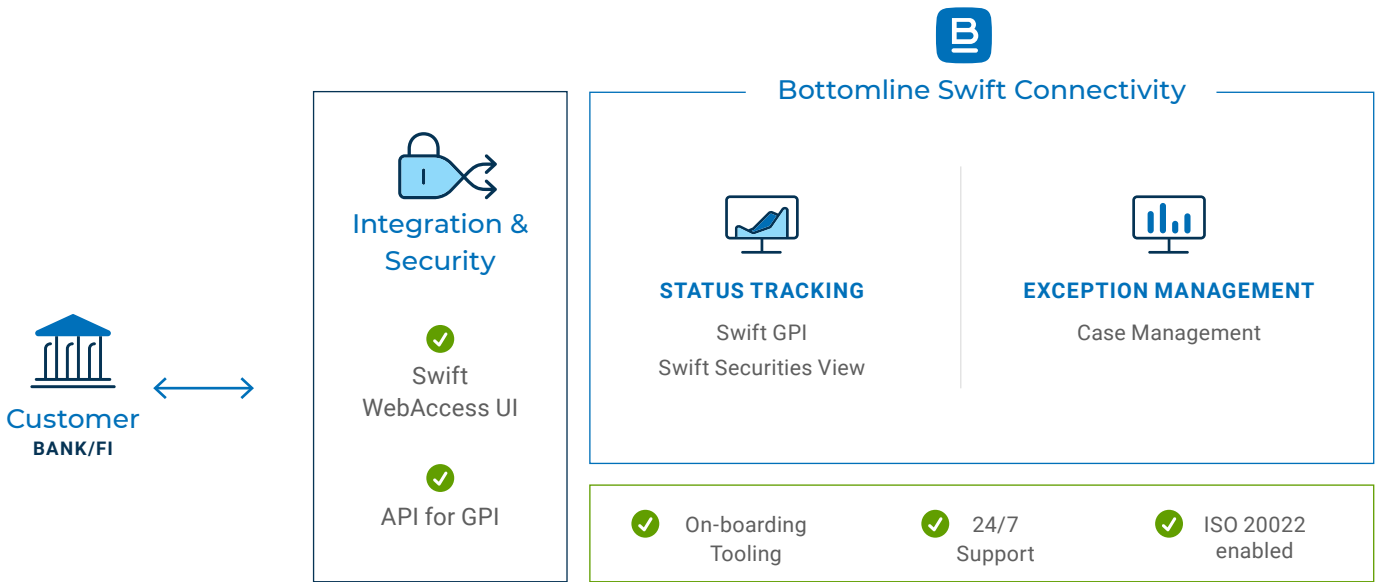 B
Bottomline Swift Connectivity
Integration &
Security
Swift
WebAccess UI
API for GPI
Customer
BANK/FI
STATUS TRACKING
Swift GPI
Swift Securities View
EXCEPTION MANAGEMENT
Case Management
On-boarding
Tooling
24/7
Support
ISO 20022
enabled